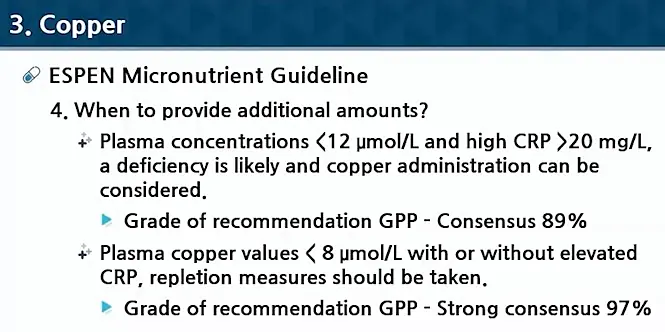 3. Copper
ESPEN Micronutrient Guideline
4. When to provide additional amounts?
Plasma concentrations <12 µmol/L and high CRP >20 mg/L,
a deficiency is likely and copper administration can be
considered.
Grade of recommendation GPP - Consensus 89%
Plasma copper values < 8 µmol/L with or without elevated
CRP, repletion measures should be taken.
Grade of recommendation GPP - Strong consensus 97%